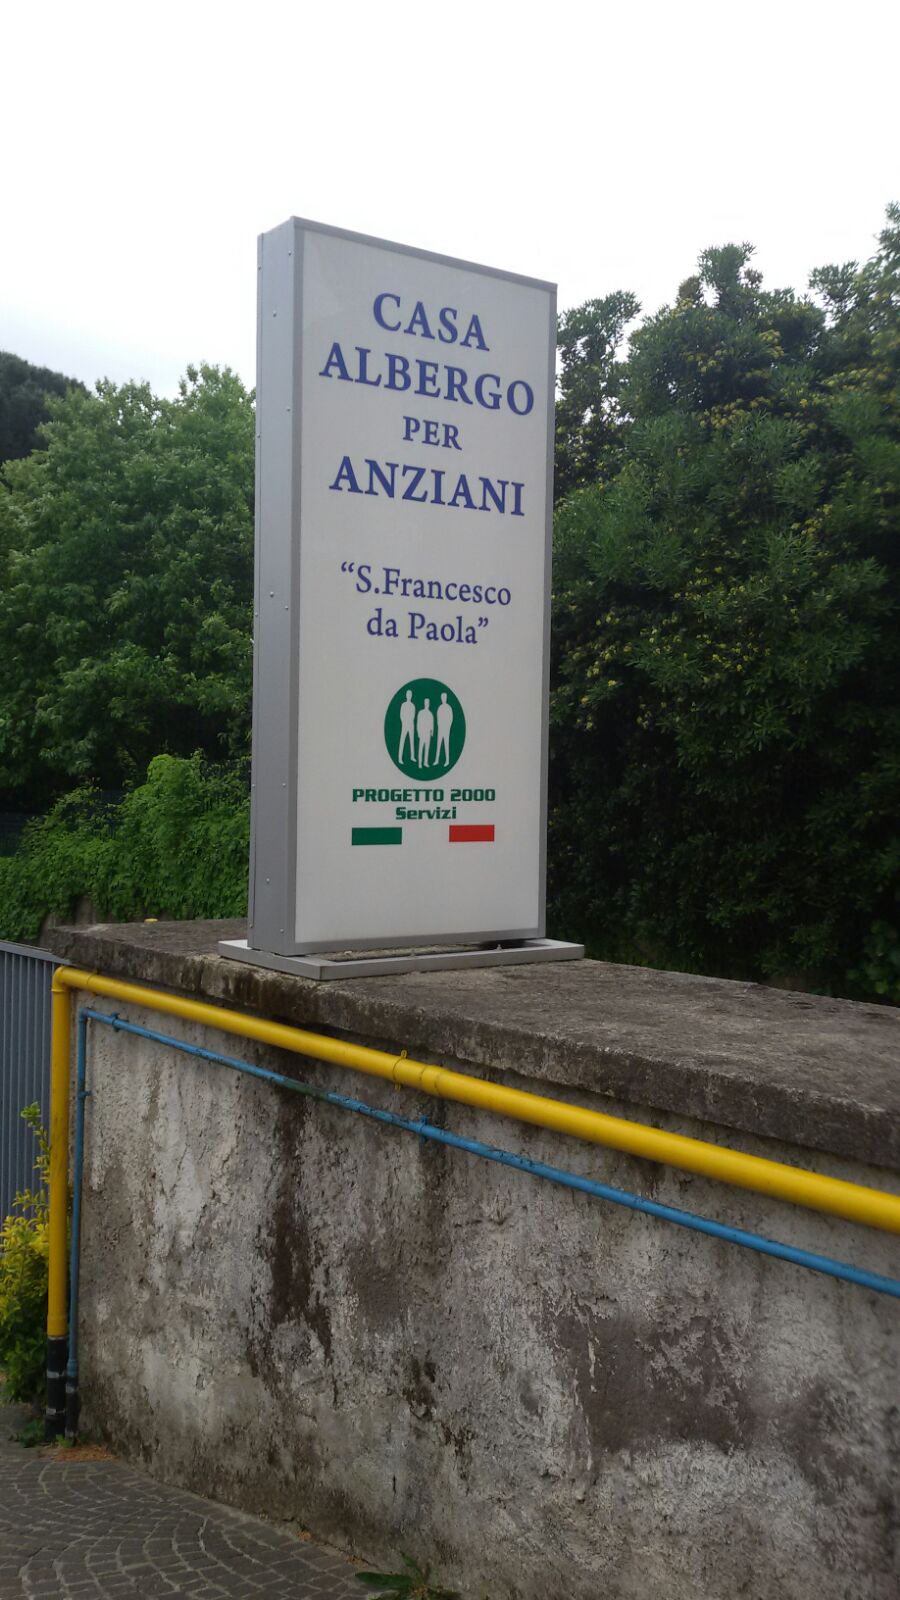 CASA
ALBERGO
PER
ANZIANI
“S.Francesco
da Paola”
PROGETTO 2000
Servizi